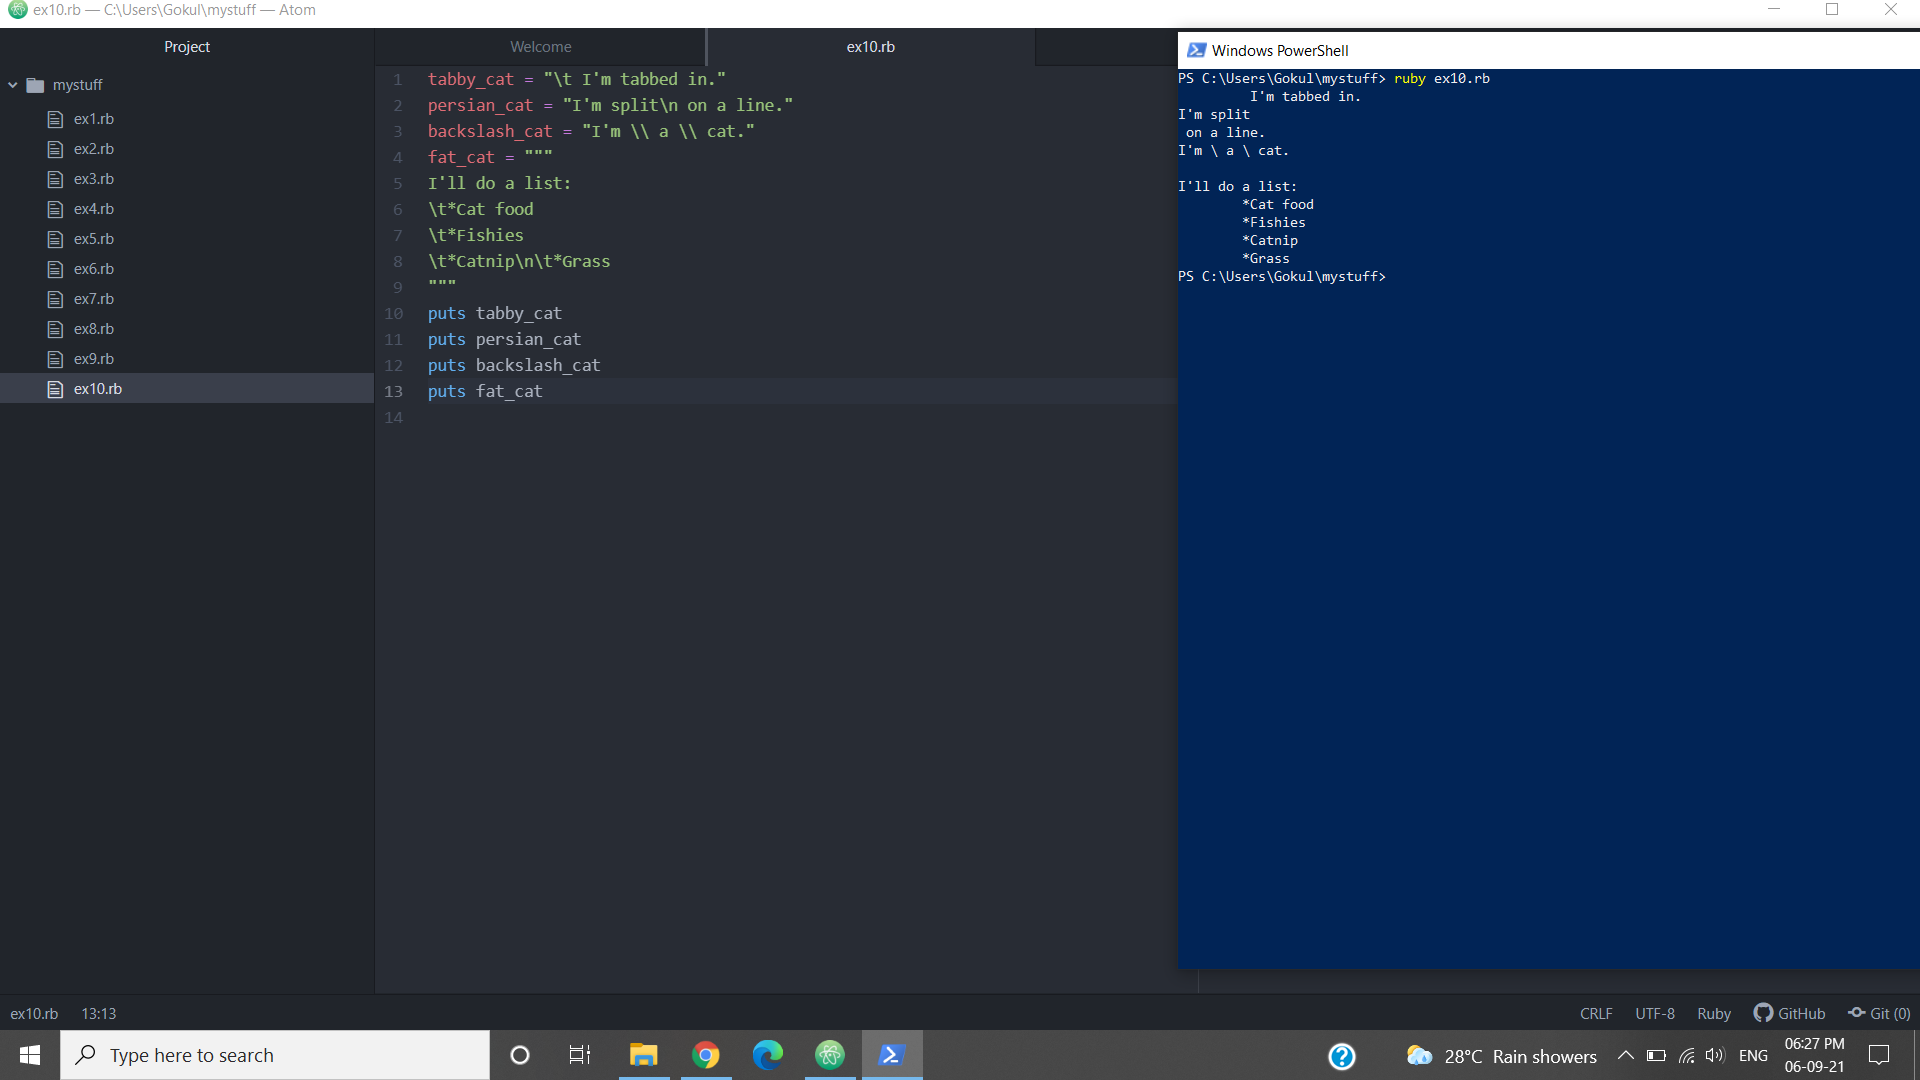 ex10.rb — C:\Users\Gokul\mystuff — Atom
Project
mystuff
ex1.rb
ex2.rb
ex3.rb
ex4.rb
ex5.rb
ex6.rb
ex7.rb
ex8.rb
ex9.rb
ex10.rb
Welcome
ex10.rb
1 tabby_cat = "\t I'm tabbed in."
2 persian_cat = "I'm split\n on a line."
3 backslash_cat = "I'm \\ a \\ cat."
4 fat_cat = """
5 I'll do a list:
6 \t*Cat food
7 \t*Fishies
8 \t*Catnip\n\t*Grass
9 """
10 puts tabby_cat
11 puts persian_cat
12 puts backslash_cat
13 puts fat_cat
14
Windows PowerShell
PS C:\Users\Gokul\mystuff> ruby ex10.rb
         I'm tabbed in.
I'm split
 on a line.
I'm \ a \ cat.

I'll do a list:
        *Cat food
        *Fishies
        *Catnip
        *Grass
PS C:\Users\Gokul\mystuff>
ex10.rb 13:13
CRLF UTF-8 Ruby GitHub Git (0)
Type here to search
28°C Rain showers
ENG
06:27 PM
06-09-21